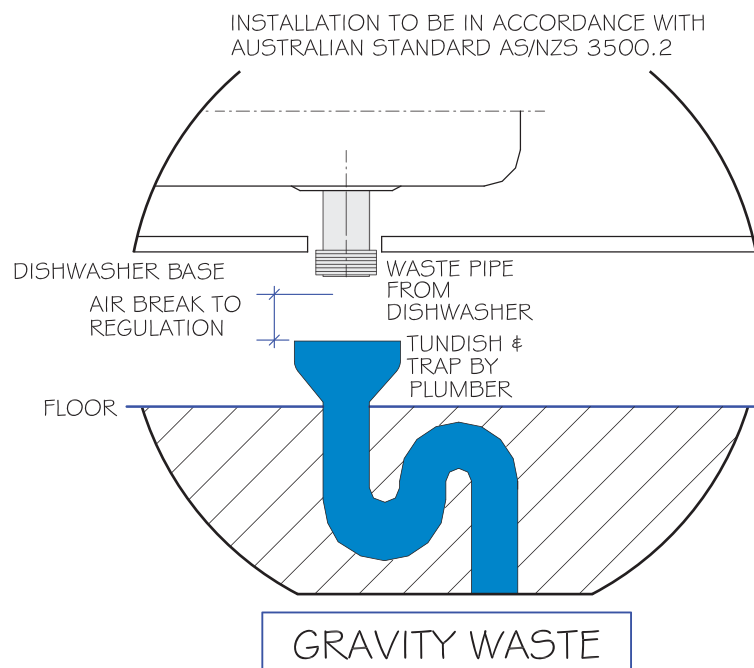 INSTALLATION TO BE IN ACCORDANCE WITH
AUSTRALIAN STANDARD AS/NZS 3500.2
DISHWASHER BASE
WASTE PIPE
FROM
DISHWASHER
AIR BREAK TO
REGULATION
TUNDISH &
TRAP BY
PLUMBER
FLOOR
GRAVITY WASTE